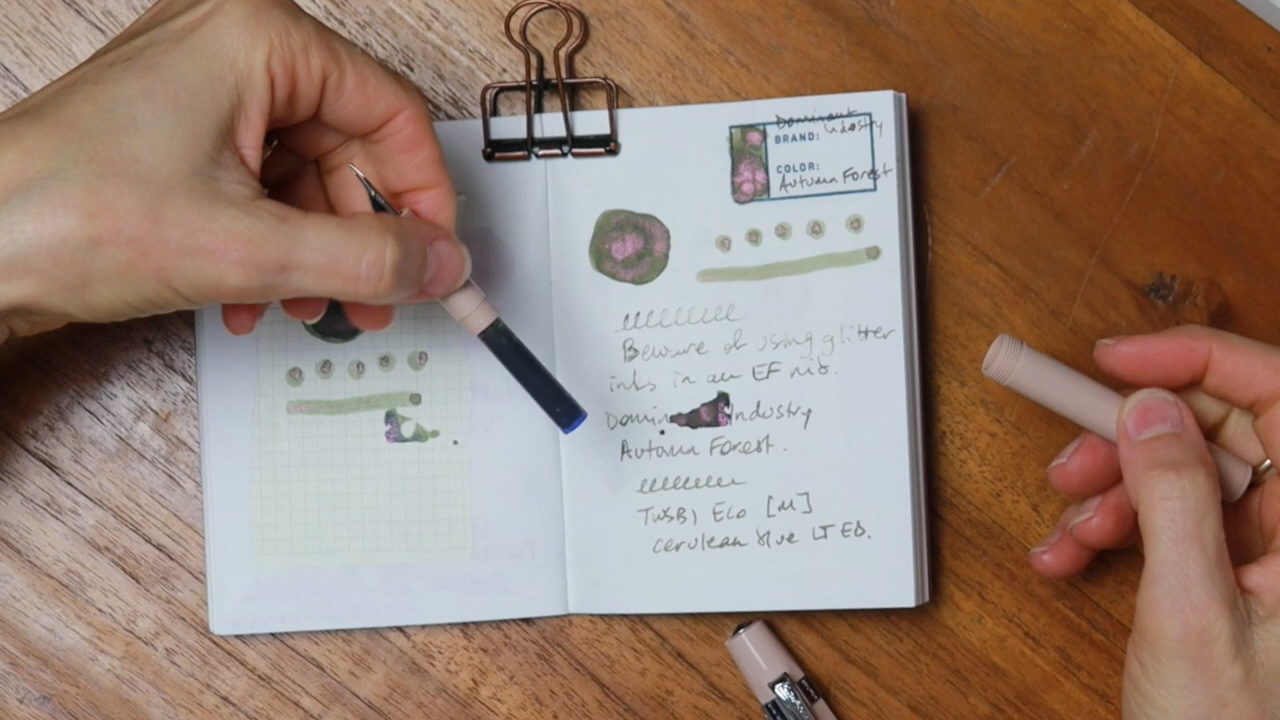 Dominant
Industry
BRAND:
COLOR:
Autumn Forest
Beware of using glitter
inks in an EF nib.
Domin Industry
Autumn Forest.
TWSBI Eco [M]
cerulean blue LT ED.